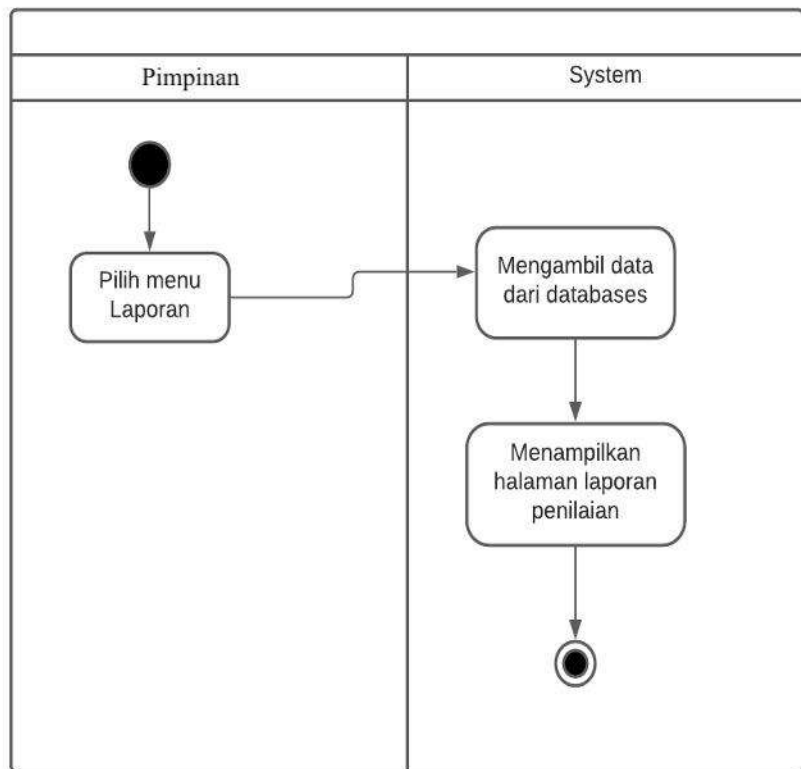 Pimpinan
System
Pilih menu
Laporan
Mengambil data
dari databases
Menampilkan
halaman laporan
penilaian